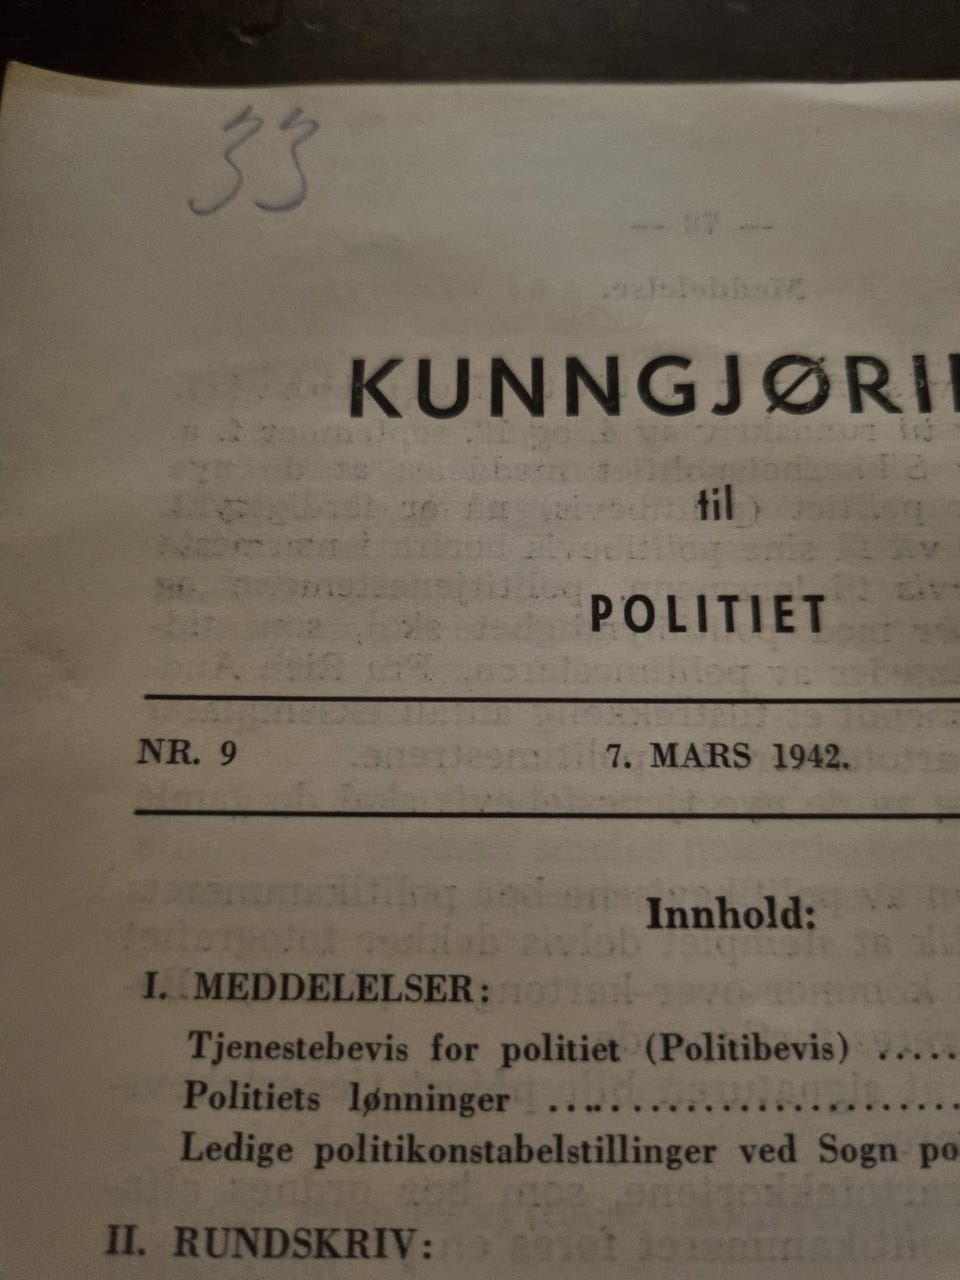 33
KUNNGJØRI
til
POLITIET
NR. 9 7. MARS 1942.
Innhold:
I. MEDDELELSER:
Tjenestebevis for politiet (Politibevis) .....
Politiets lønninger .......................
Ledige politikonstabelstillinger ved Sogn po
II. RUNDSKRIV: